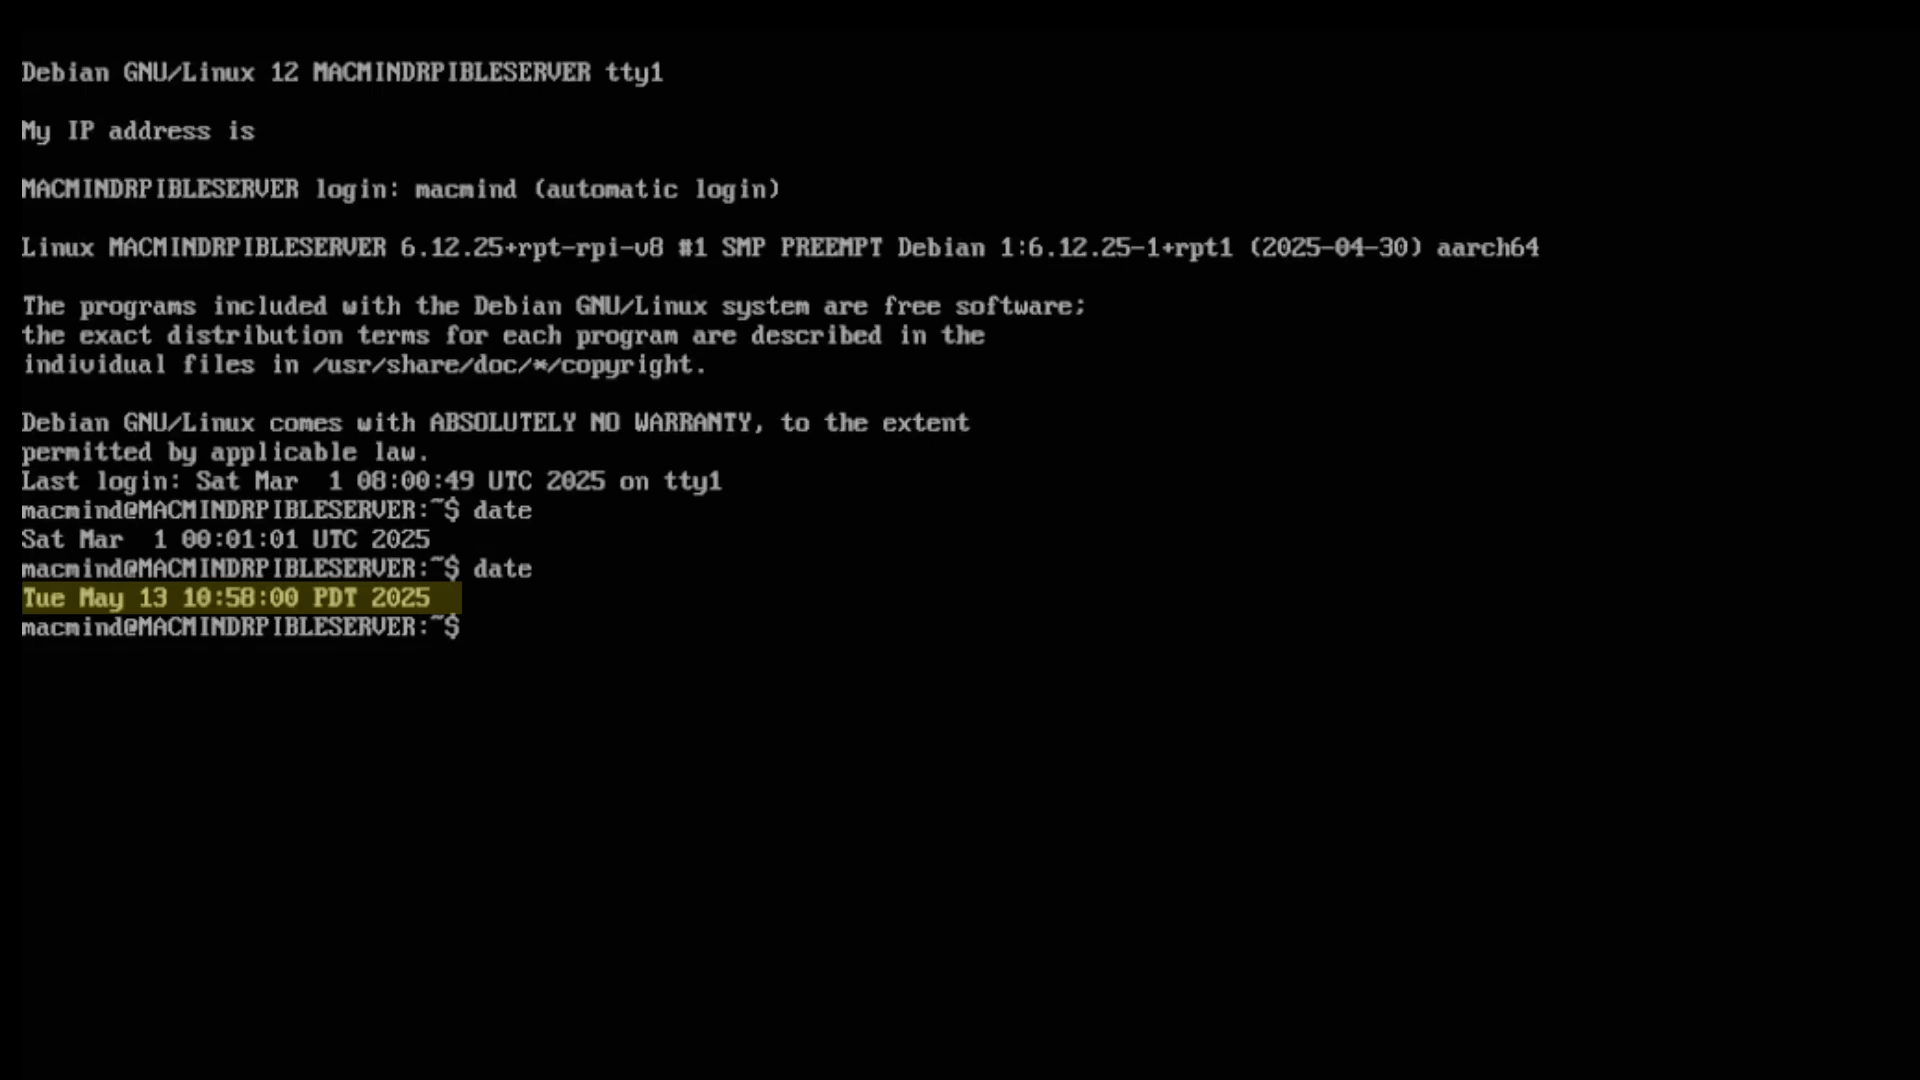 Debian GNU/Linux 12 MACMINDRPIBLESERVER tty1
My IP address is
MACMINDRPIBLESERVER login: macmind (automatic login)
Linux MACMINDRPIBLESERVER 6.12.25+rpt-rpi-v8 #1 SMP PREEMPT Debian 1:6.12.25-1+rpt1 (2025-04-30) aarch64
The programs included with the Debian GNU/Linux system are free software;
the exact distribution terms for each program are described in the
individual files in /usr/share/doc/*/copyright.
Debian GNU/Linux comes with ABSOLUTELY NO WARRANTY, to the extent
permitted by applicable law.
Last login: Sat Mar  1 08:00:49 UTC 2025 on tty1
macmind@MACMINDRPIBLESERVER:~$ date
Sat Mar  1 00:01:01 UTC 2025
macmind@MACMINDRPIBLESERVER:~$ date
Tue May 13 10:58:00 PDT 2025
macmind@MACMINDRPIBLESERVER:~$